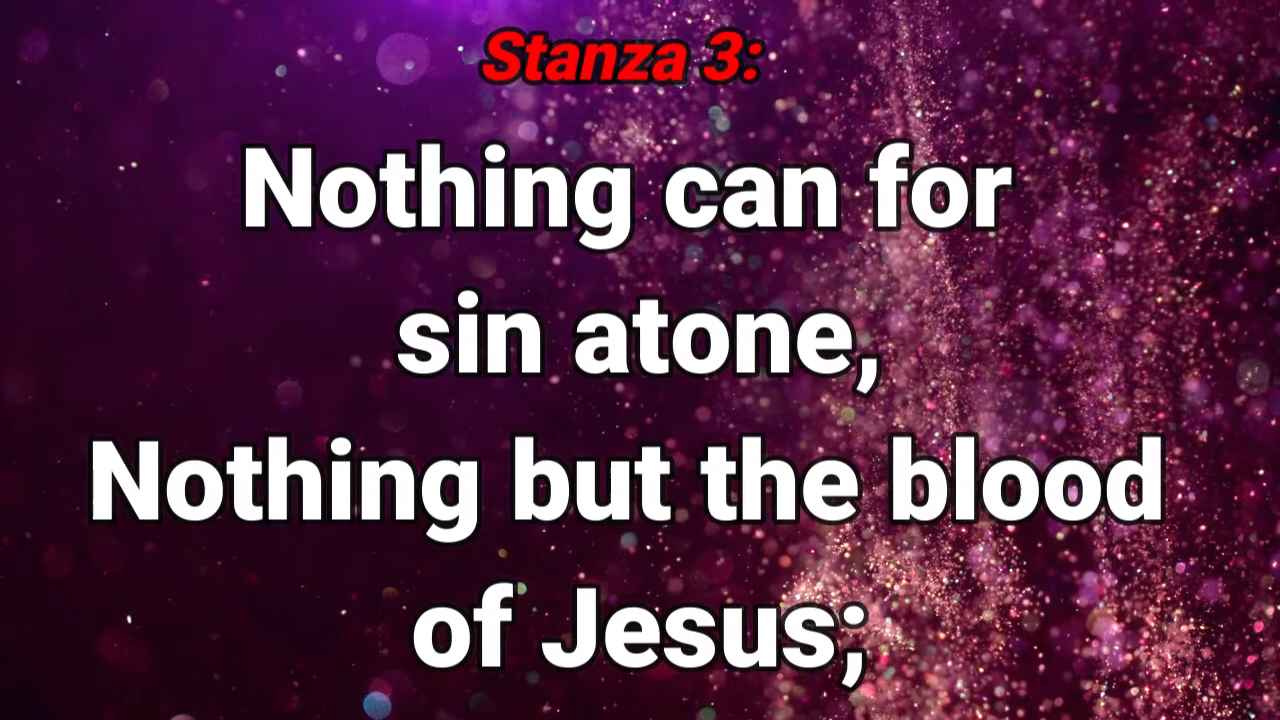 Stanza 3:
Nothing can for
sin atone,
Nothing but the blood
of Jesus;